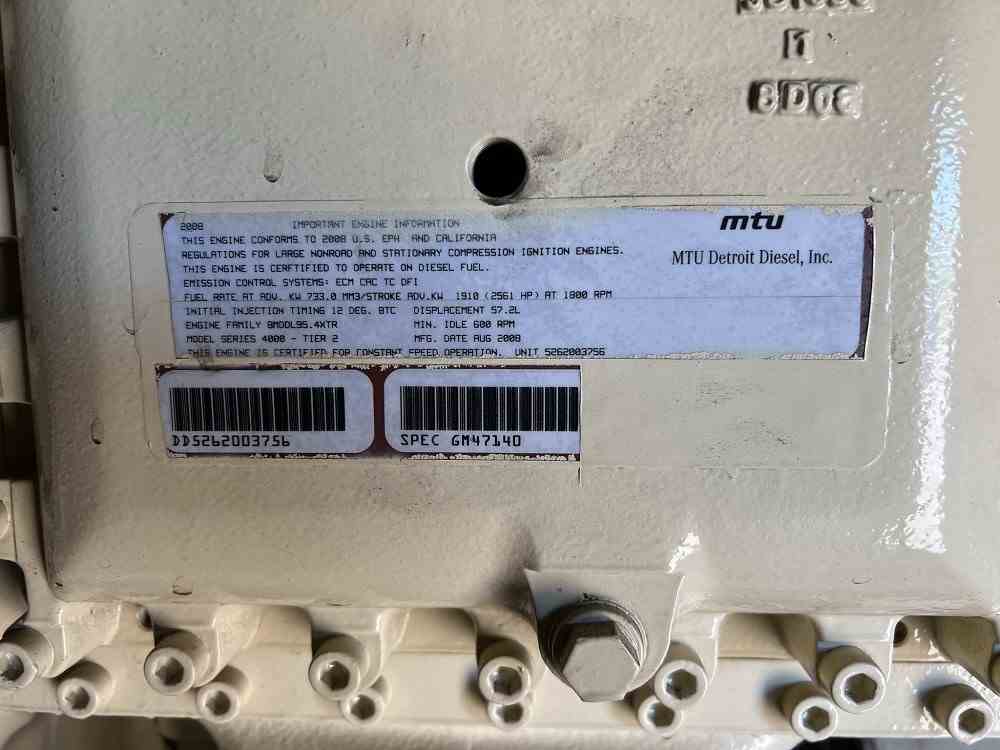 1
8D03
mtu
MTU Detroit Diesel, Inc.
2008 IMPORTANT ENGINE INFORMATION
THIS ENGINE CONFORMS TO 2008 U.S. EPH AND CALIFORNIA
REGULATIONS FOR LARGE NONROAD AND STATIONARY COMPRESSION IGNITION ENGINES.
THIS ENGINE IS CERFTIFIED TO OPERATE ON DIESEL FUEL.
EMISSION CONTROL SYSTEMS: ECM CAC TC DFI
FUEL RATE AT ADV. KW 733.0 MM3/STROKE ADV.KW 1910 (2561 HP) AT 1800 RPM
INITIAL INJECTION TIMING 12 DEG. BTC DISPLACEMENT 57.2L
ENGINE FAMILY 8MDDL95.4XTR MIN. IDLE 600 RPM
MODEL SERIES 4000 - TIER 2 MFG. DATE AUG 2008
THIS ENGINE IS CERTIFIED FOR CONSTANT SPEED OPERATION. UNIT 5262003756
DD5262003756
SPEC GM47140